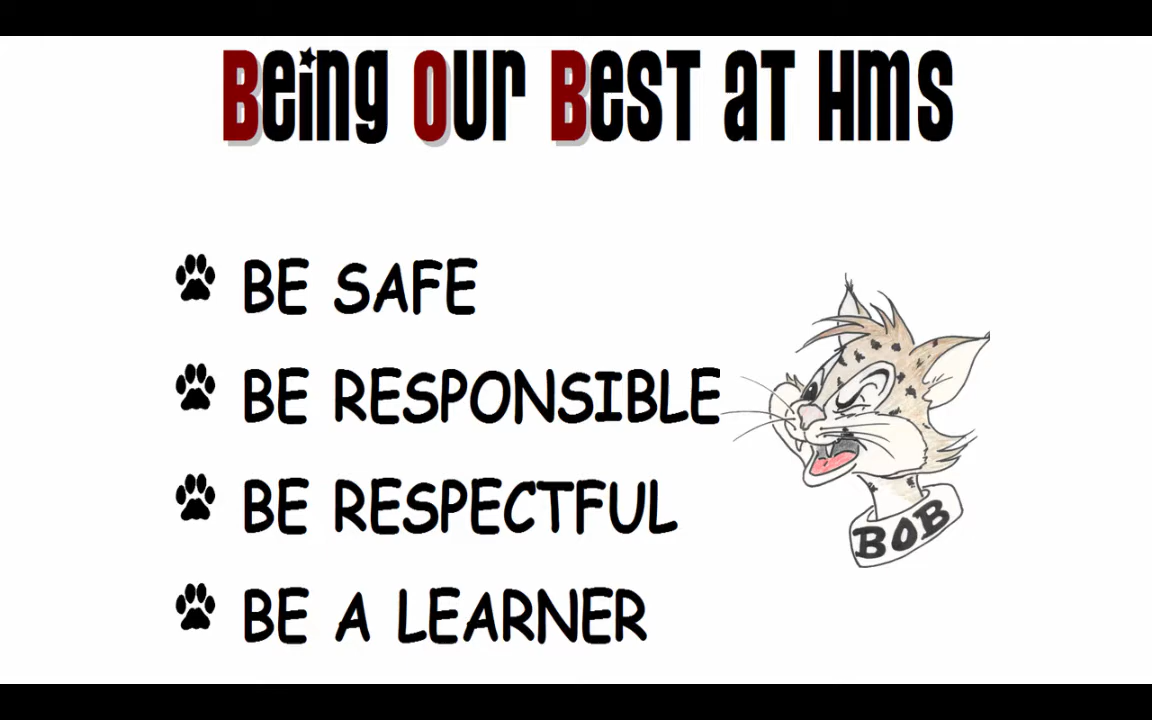 Being Our Best at HMS
BE SAFE
BE RESPONSIBLE
BE RESPECTFUL
BE A LEARNER
BOB